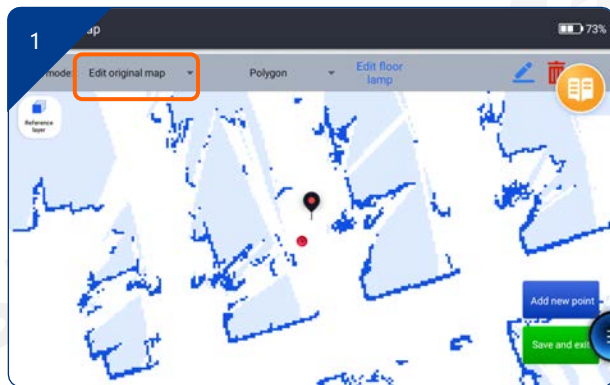 1
ap
73%
mode:
Edit original map
Polygon
Edit floor
lamp
Reference
layer
Add new point
Save and exit